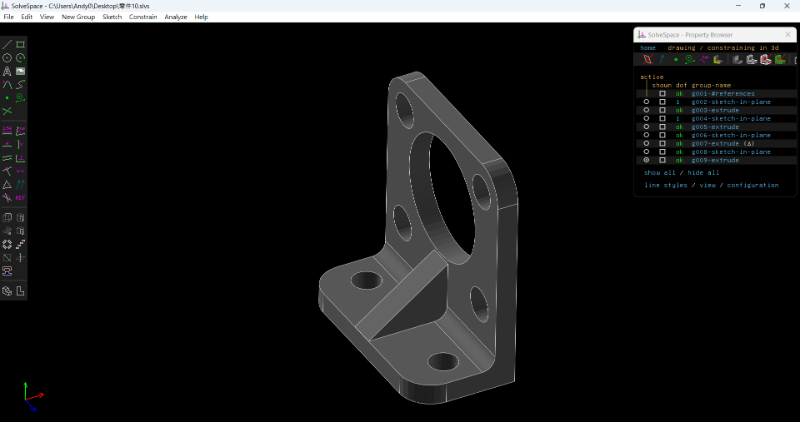 SolveSpace - C:\Users\Andy0\Desktop\零件10.slvs
File Edit View New Group Sketch Constrain Analyze Help
SolveSpace - Property Browser
home drawing / constraining in 3d
active
shown dof group-name
ok g001-#references
1 g002-sketch-in-plane
ok g003-extrude
1 g004-sketch-in-plane
ok g005-extrude
ok g006-sketch-in-plane
ok g007-extrude (Δ)
ok g008-sketch-in-plane
ok g009-extrude
show all / hide all
line styles / view / configuration